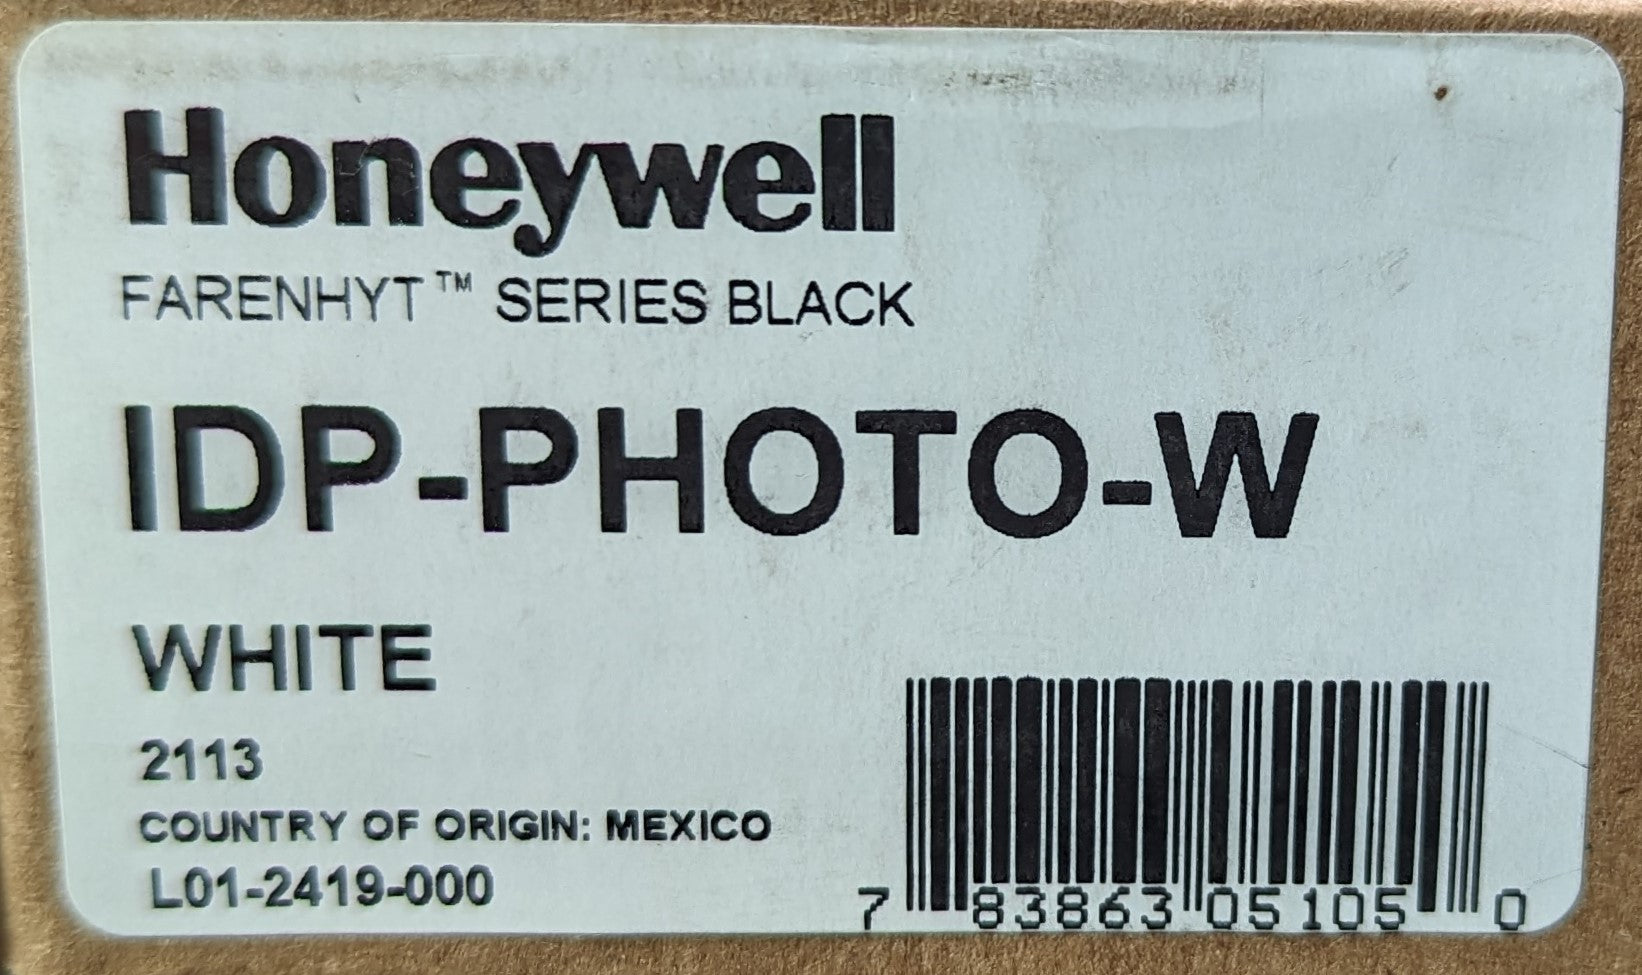 Honeywell
FARENHYT™ SERIES BLACK
IDP-PHOTO-W
WHITE
2113
COUNTRY OF ORIGIN: MEXICO
L01-2419-000
7 83863 05105 0